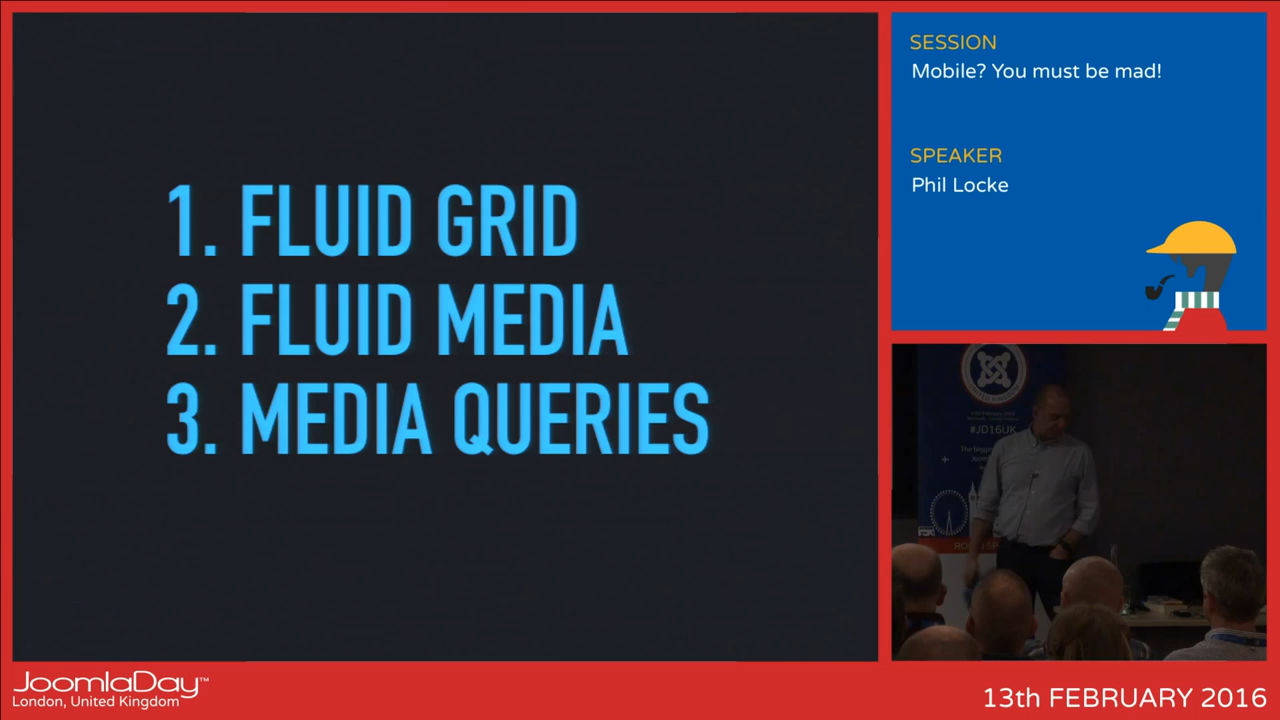 1. FLUID GRID
2. FLUID MEDIA
3. MEDIA QUERIES
SESSION
Mobile? You must be mad!
SPEAKER
Phil Locke
#JD16UK
JoomlaDay™
London, United Kingdom
13th FEBRUARY 2016